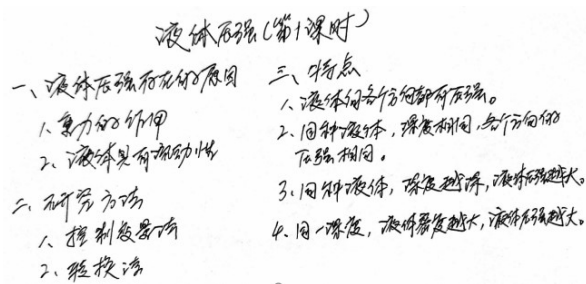 液体压强(第1课时)
一、液体压强存在的原因
1、重力的作用
2、液体具有流动性
二、研究方法
1、控制变量法
2、转换法
三、特点
1、液体向各个方向都有压强。
2、同种液体，深度相同，各个方向的
压强相同。
3、同种液体，深度越深，液体压强越大。
4、同一深度，液体密度越大，液体压强越大。